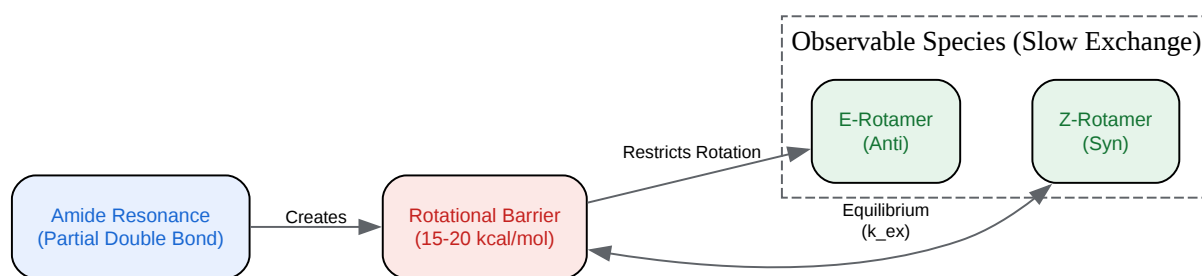 Observable Species (Slow Exchange)
E-Rotamer
(Anti)
Z-Rotamer
(Syn)
Restricts Rotation
Amide Resonance
(Partial Double Bond)
Creates
Rotational Barrier
(15-20 kcal/mol)
Equilibrium
(k_ex)